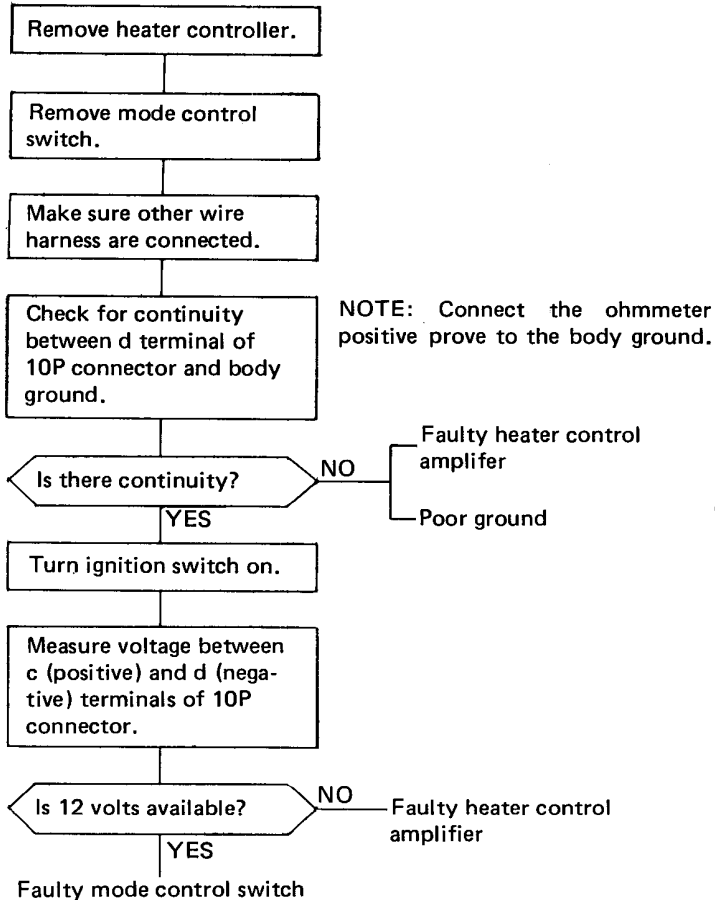 Remove heater controller.
Remove mode control
switch.
Make sure other wire
harness are connected.
Check for continuity
between d terminal of
10P connector and body
ground.
NOTE: Connect the ohmmeter
positive prove to the body ground.
Is there continuity?
NO
Faulty heater control
amplifer
Poor ground
YES
Turn ignition switch on.
Measure voltage between
c (positive) and d (nega-
tive) terminals of 10P
connector.
Is 12 volts available?
NO
Faulty heater control
amplifier
YES
Faulty mode control switch